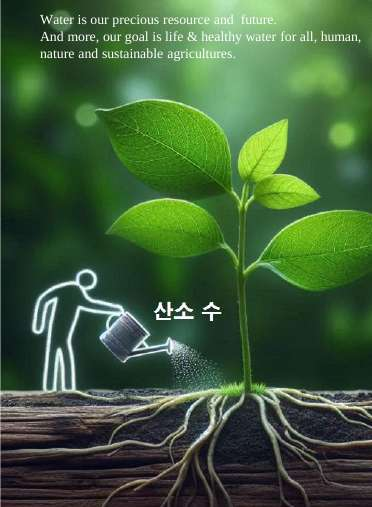 Water is our precious resource and  future.
And more, our goal is life & healthy water for all, human,
nature and sustainable agricultures.
산소 수